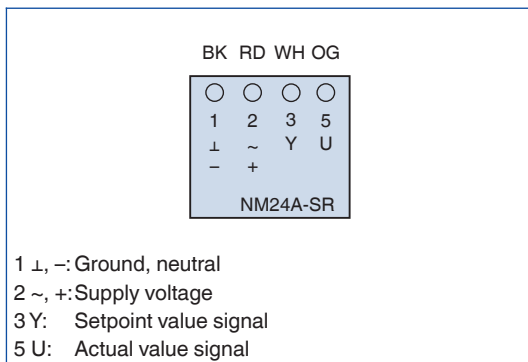 BK RD WH OG
1 2 3 5
⊥ ~ Y U
– +
NM24A-SR
1 ⊥, –: Ground, neutral
2 ~, +: Supply voltage
3 Y: Setpoint value signal
5 U: Actual value signal